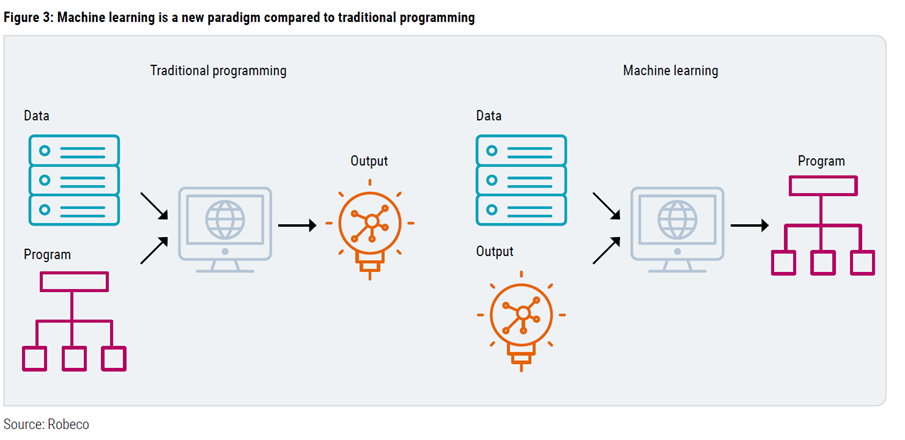 Figure 3: Machine learning is a new paradigm compared to traditional programming
Traditional programming
Data
Program
Output
Machine learning
Data
Output
Program
Source: Robeco